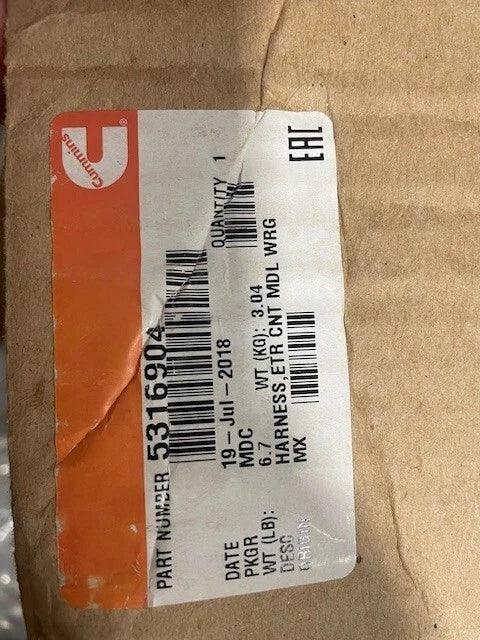 Cummins®
PART NUMBER 5316904
DATE 19-Jul-2018 QUANTITY 1
PKGR MDC
WT (LB): 6.7 WT (KG): 3.04
DESC HARNESS,ETR CNT MDL WRG
ORIGIN MX
EAC